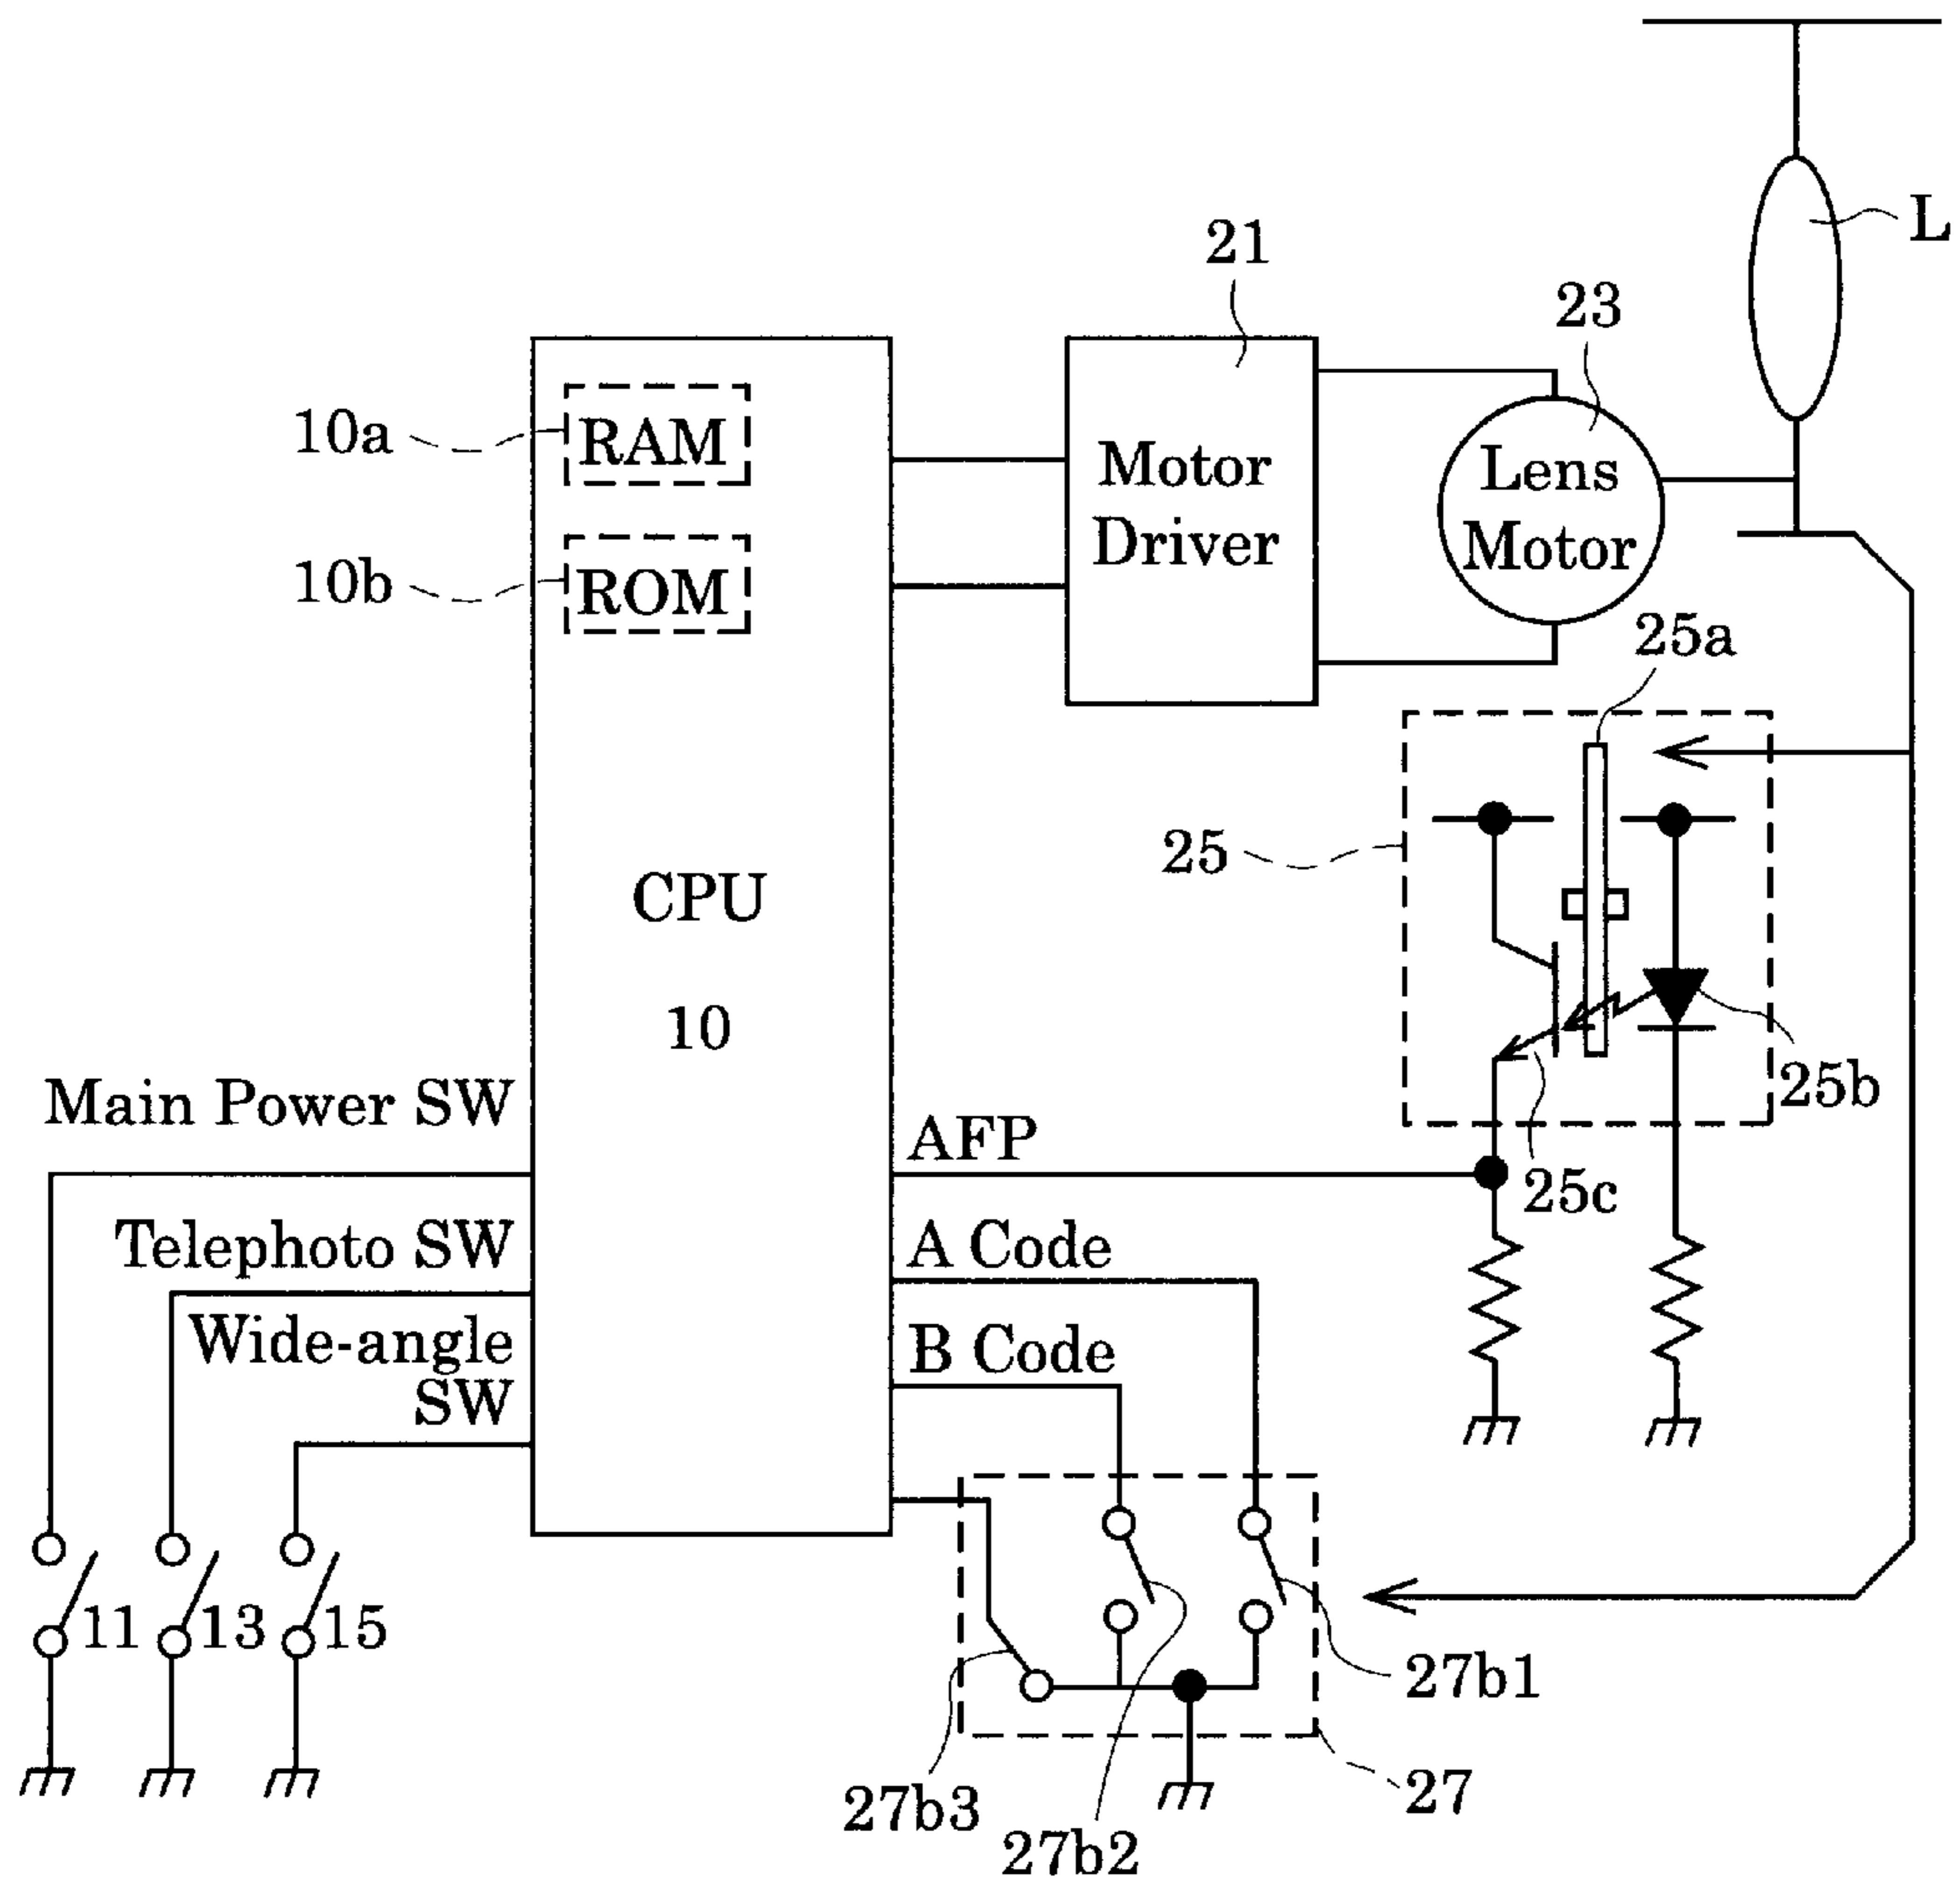 L
21
23
10a
RAM
Motor
Driver
Lens
Motor
10b
ROM
25a
25
CPU
10
25b
Main Power SW
AFP
25c
Telephoto SW
A Code
Wide-angle
SW
B Code
11
13
15
27b1
27b3
27b2
27